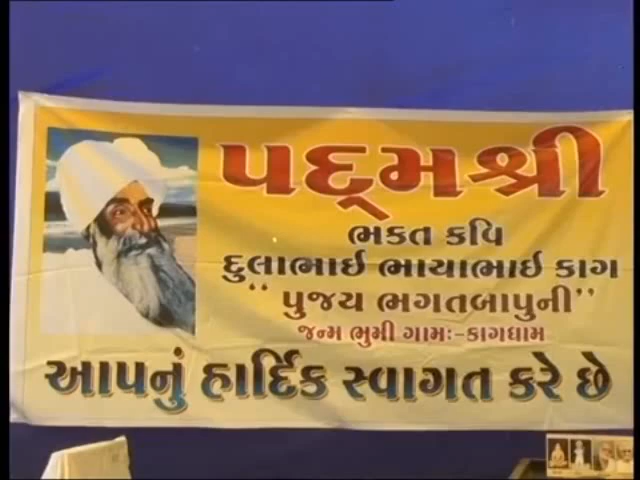 પદ્મશ્રી
ભકત કવિ
દુલાભાઇ ભાયાભાઇ કાગ
"પુજય ભગતબાપુની"
જન્મ ભુમી ગામઃ-કાગધામ
આપનું હાર્દિક સ્વાગત કરે છે